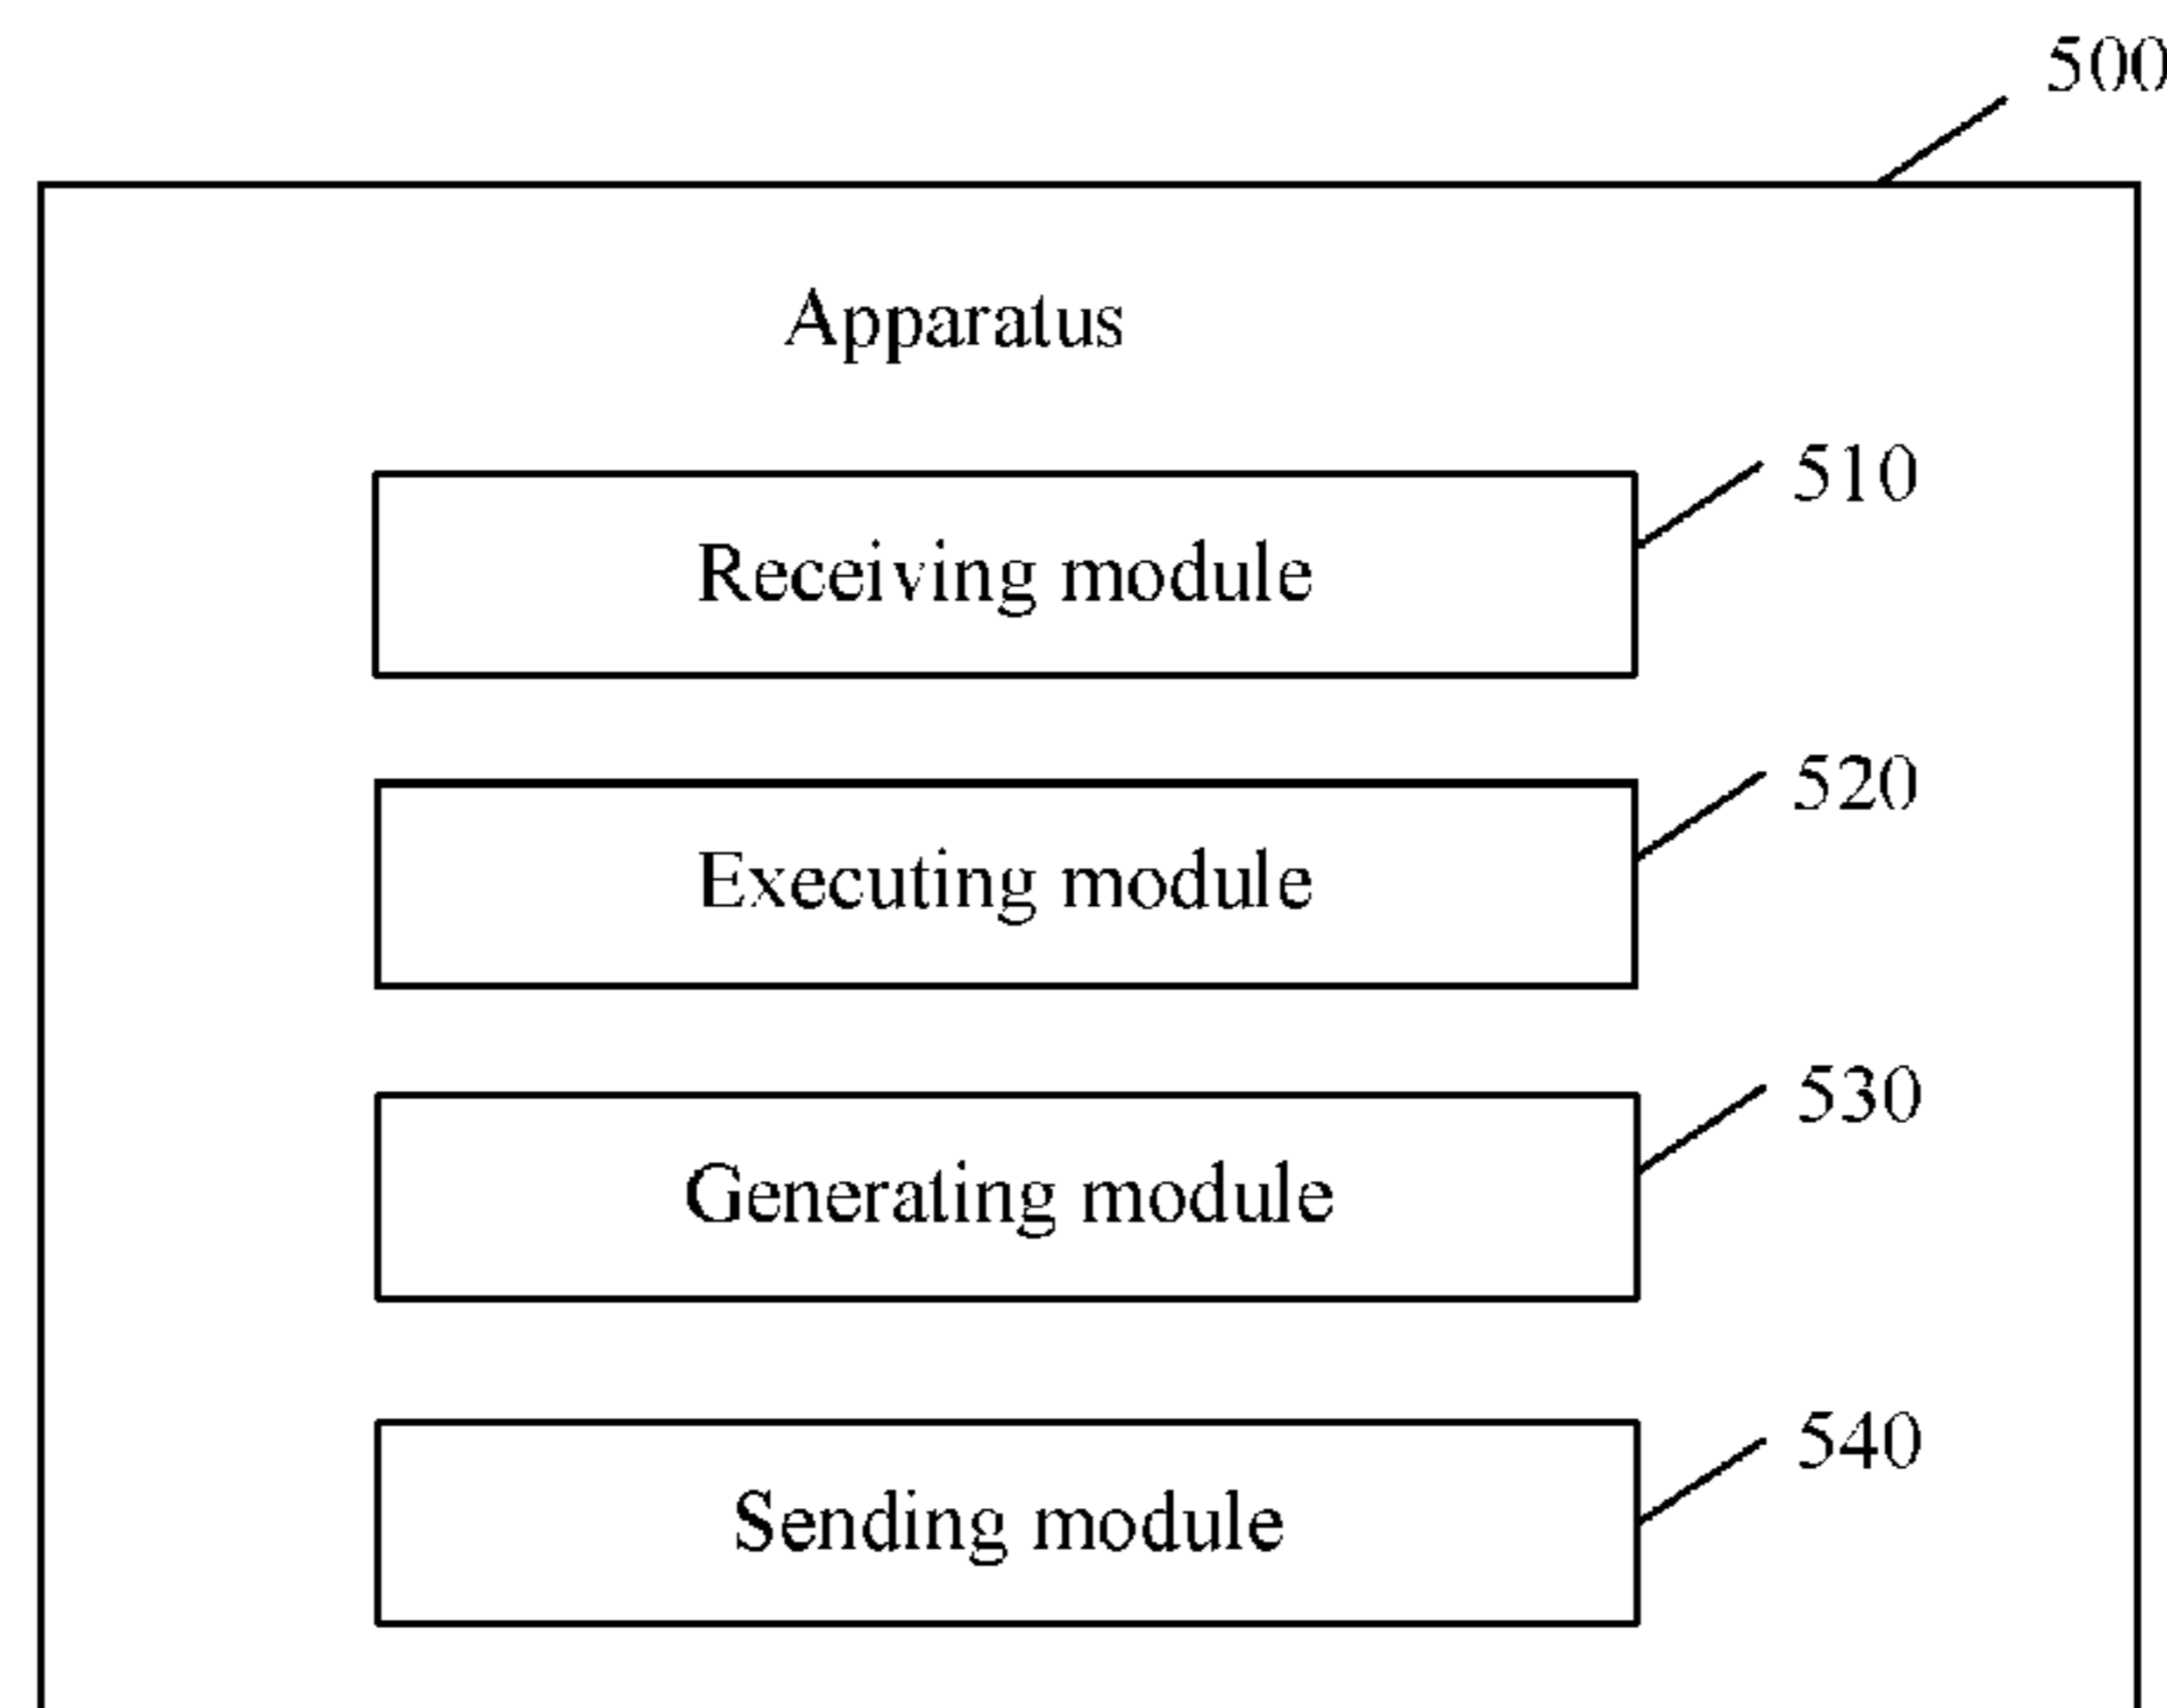 500
Apparatus
510
Receiving module
520
Executing module
530
Generating module
540
Sending module